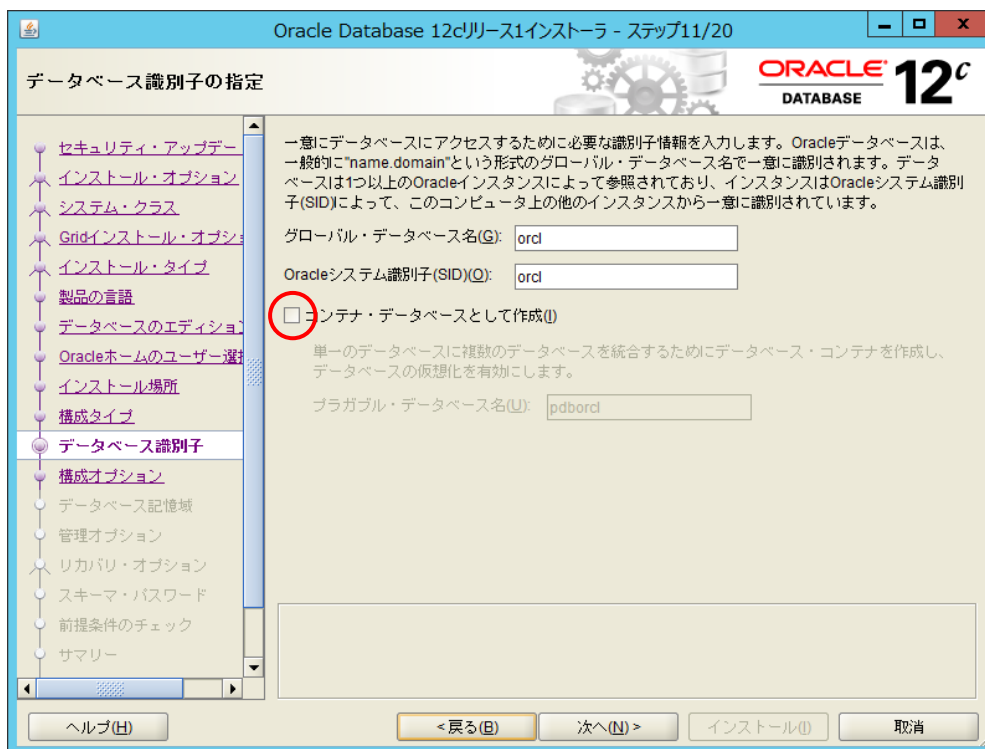 Oracle Database 12cリリース1インストーラ - ステップ11/20
データベース識別子の指定
ORACLE
DATABASE
12c
セキュリティ・アップデー
インストール・オプション
システム・クラス
Gridインストール・オプショ
インストール・タイプ
製品の言語
データベースのエディション
Oracleホームのユーザー選択
インストール場所
構成タイプ
データベース識別子
構成オプション
データベース記憶域
管理オプション
リカバリ・オプション
スキーマ・パスワード
前提条件のチェック
サマリー
一意にデータベースにアクセスするために必要な識別子情報を入力します。Oracleデータベースは、
一般的に"name.domain"という形式のグローバル・データベース名で一意に識別されます。データ
ベースは1つ以上のOracleインスタンスによって参照されており、インスタンスはOracleシステム識別
子(SID)によって、このコンピュータ上の他のインスタンスから一意に識別されています。
グローバル・データベース名(G): orcl
Oracleシステム識別子(SID)(O): orcl
コンテナ・データベースとして作成(I)
単一のデータベースに複数のデータベースを統合するためにデータベース・コンテナを作成し、
データベースの仮想化を有効にします。
プラガブル・データベース名(U): pdborcl
ヘルプ(H)
<戻る(B)
次へ(N)>
インストール(I)
取消